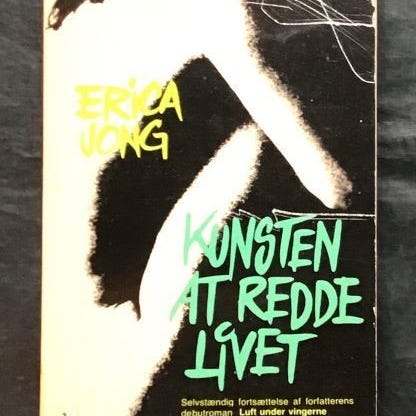 ERiCA
JONG
KUNSTEN
AT REDDE
LiVET
Selvstændig fortsættelse af forfatterens
debutroman Luft under vingerne